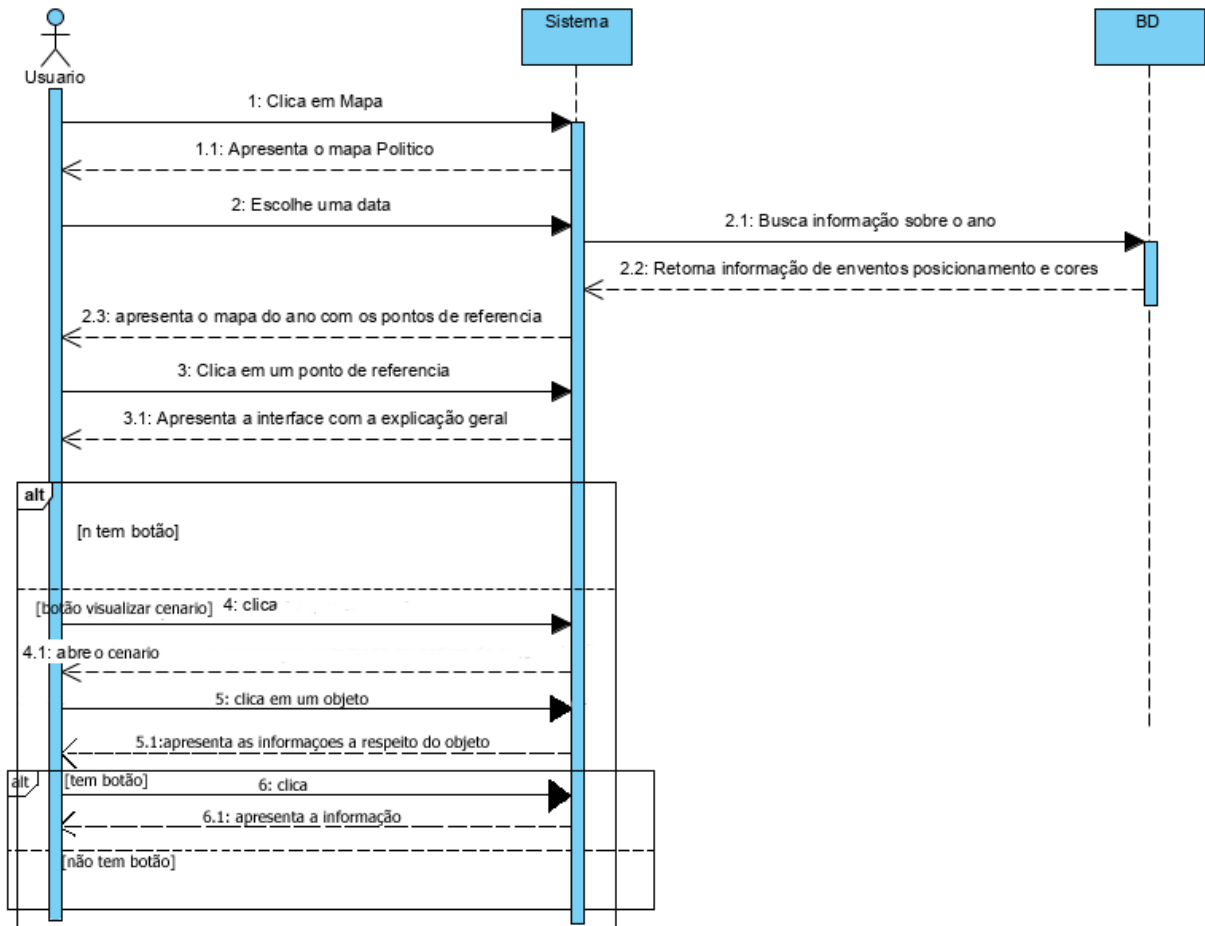 Sistema
BD
Usuario
1: Clica em Mapa
1.1: Apresenta o mapa Politico
2: Escolhe uma data
2.1: Busca informação sobre o ano
2.2: Retorna informação de enventos posicionamento e cores
2.3: apresenta o mapa do ano com os pontos de referencia
3: Clica em um ponto de referência
3.1: Apresenta a interface com a explicação geral
alt
[n tem botão]
[botão visualizar cenario] 4: clica
4.1: abre o cenario
5: clica em um objeto
5.1:apresenta as informaçoes a respeito do objeto
alt
[tem botão]
6: clica
6.1: apresenta a informação
[não tem botão]